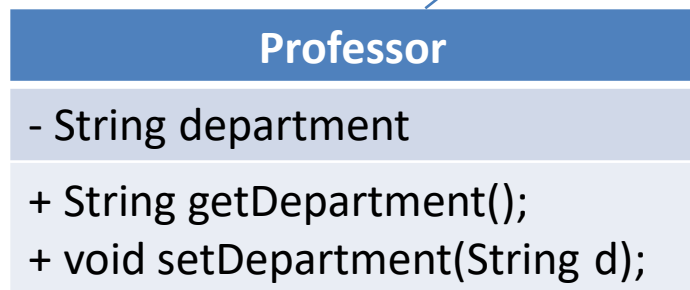 Professor
- String department
+ String getDepartment();
+ void setDepartment(String d);